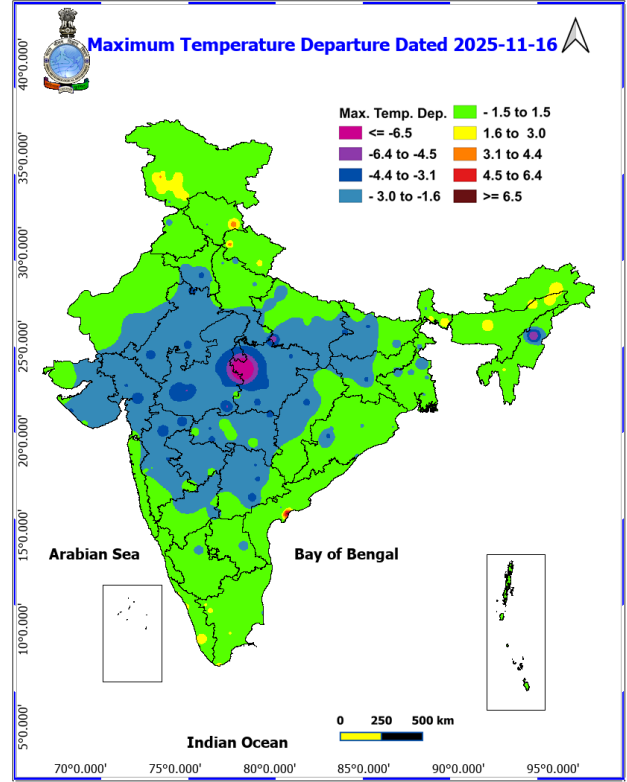 Maximum Temperature Departure Dated 2025-11-16
Max. Temp. Dep.
<= -6.5
-6.4 to -4.5
-4.4 to -3.1
- 3.0 to -1.6
- 1.5 to 1.5
1.6 to 3.0
3.1 to 4.4
4.5 to 6.4
>= 6.5
40°0.000'
35°0.000'
30°0.000'
25°0.000'
20°0.000'
15°0.000'
10°0.000'
5°0.000'
Arabian Sea
Bay of Bengal
Indian Ocean
0 250 500 km
70°0.000' 75°0.000' 80°0.000' 85°0.000' 90°0.000' 95°0.000'